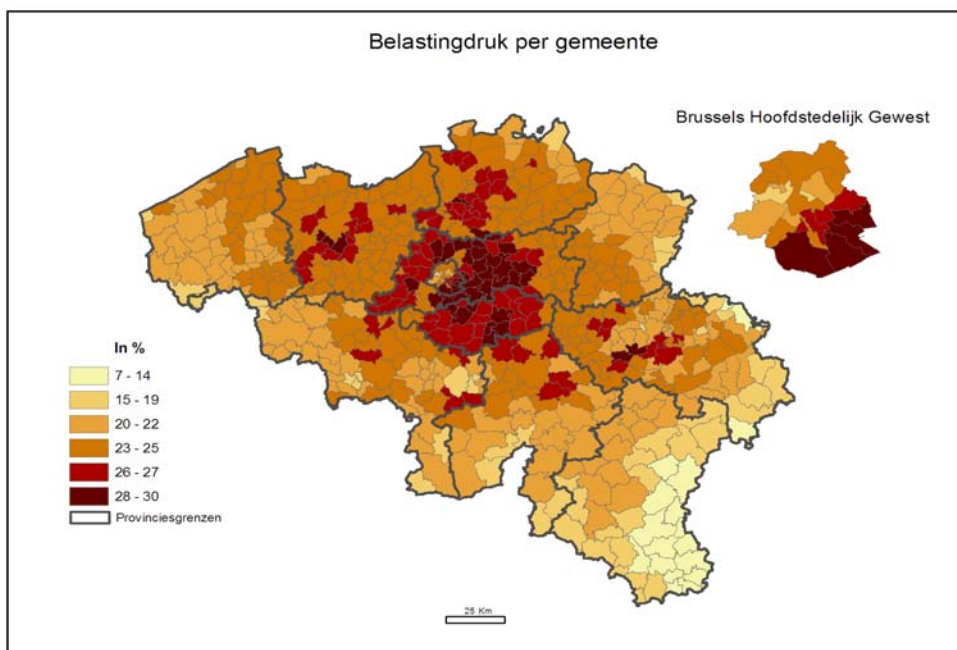 Belastingdruk per gemeente
Brussels Hoofdstedelijk Gewest
In %
7 - 14
15 - 19
20 - 22
23 - 25
26 - 27
28 - 30
Provinciesgrenzen
25 Km